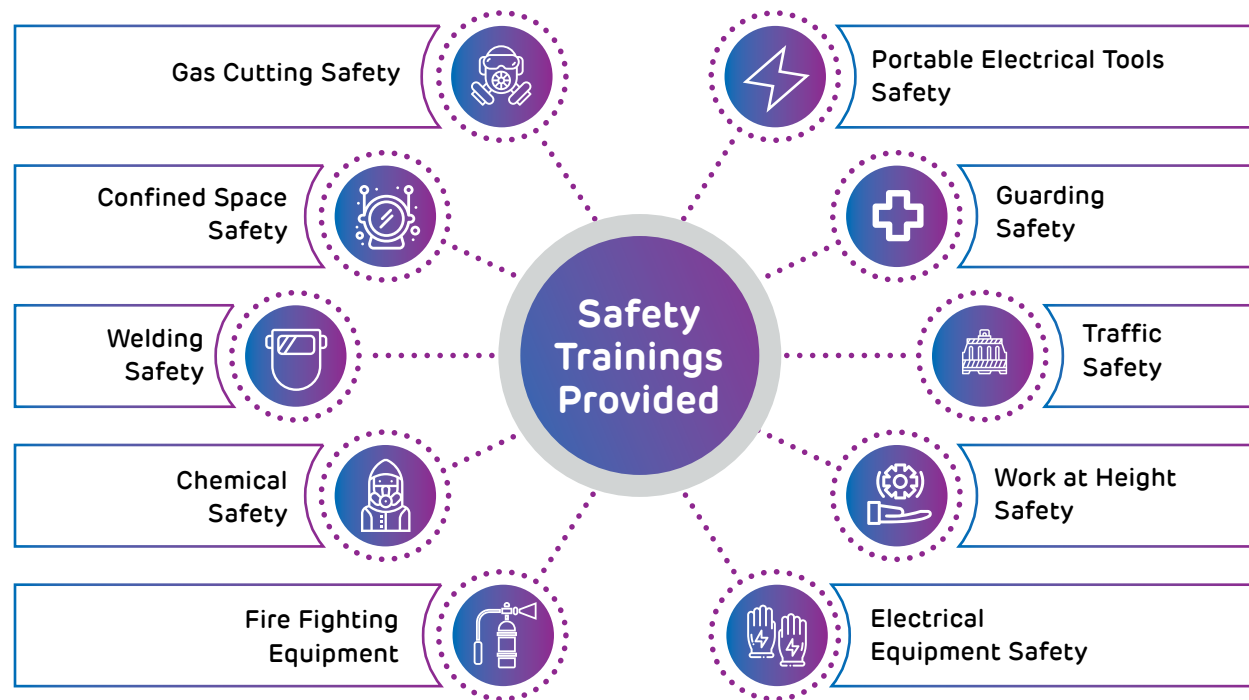 Gas Cutting Safety
Confined Space
Safety
Welding
Safety
Chemical
Safety
Fire Fighting
Equipment
Safety
Trainings
Provided
Portable Electrical Tools
Safety
Guarding
Safety
Traffic
Safety
Work at Height
Safety
Electrical
Equipment Safety